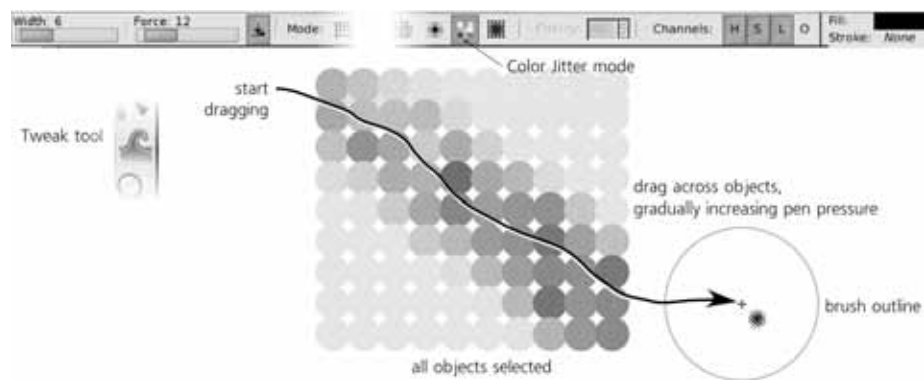 Width: 6 Force: 12 Mode: Channels: H S L O Fill:
Stroke: None
Color Jitter mode
start
dragging
Tweak tool
drag across objects,
gradually increasing pen pressure
brush outline
all objects selected